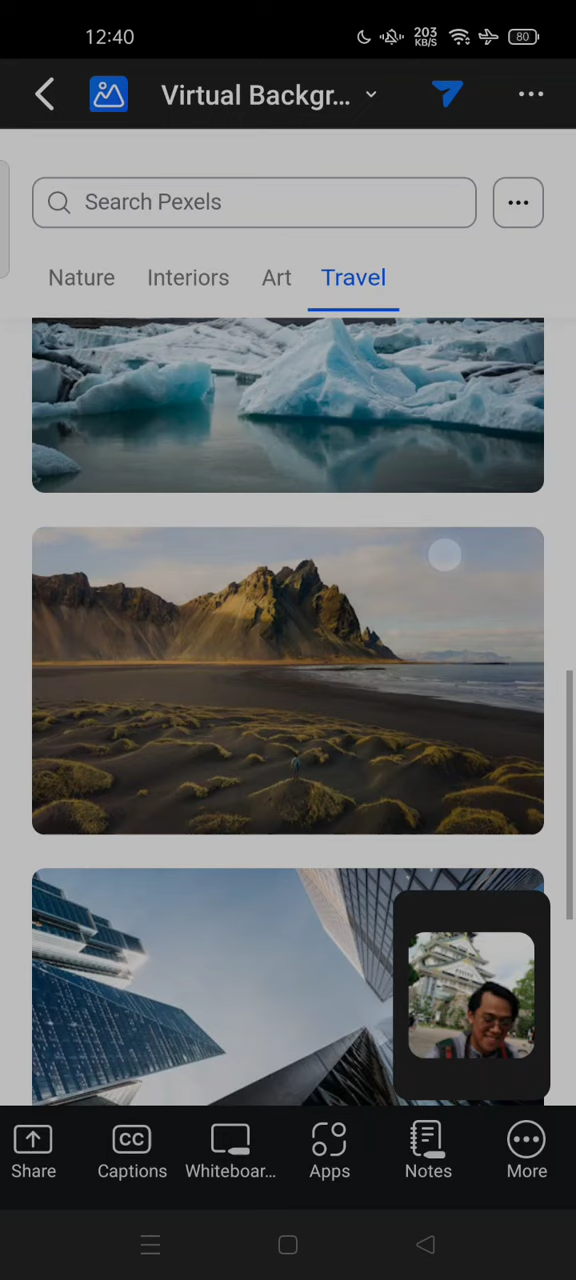 12:40
203
KB/S
80
Virtual Backgr...
Search Pexels
Nature
Interiors
Art
Travel
Share
CC
Captions
Whiteboar...
Apps
Notes
More